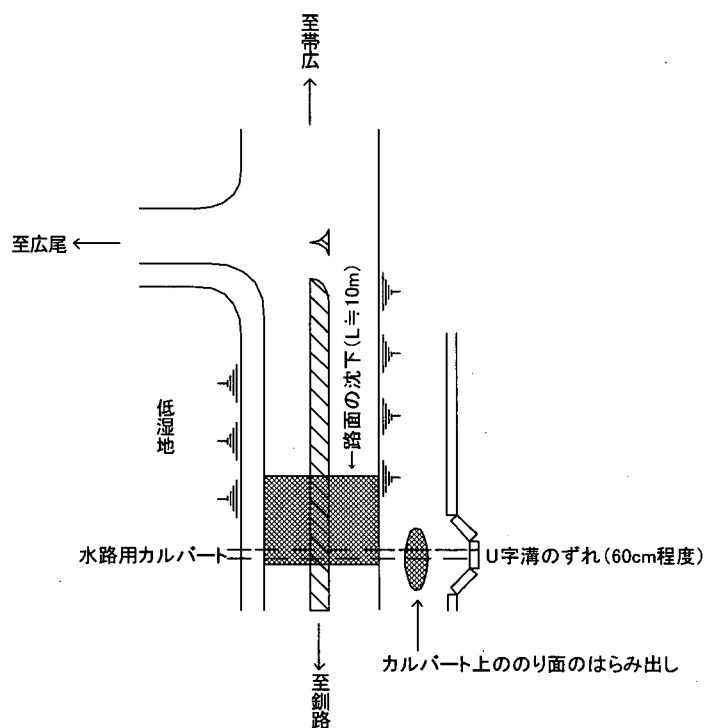 至帯広
至広尾
路面の沈下(L≒10m)
低湿地
水路用カルバート
U字溝のずれ(60cm程度)
カルバート上ののり面のはらみ出し
至釧路